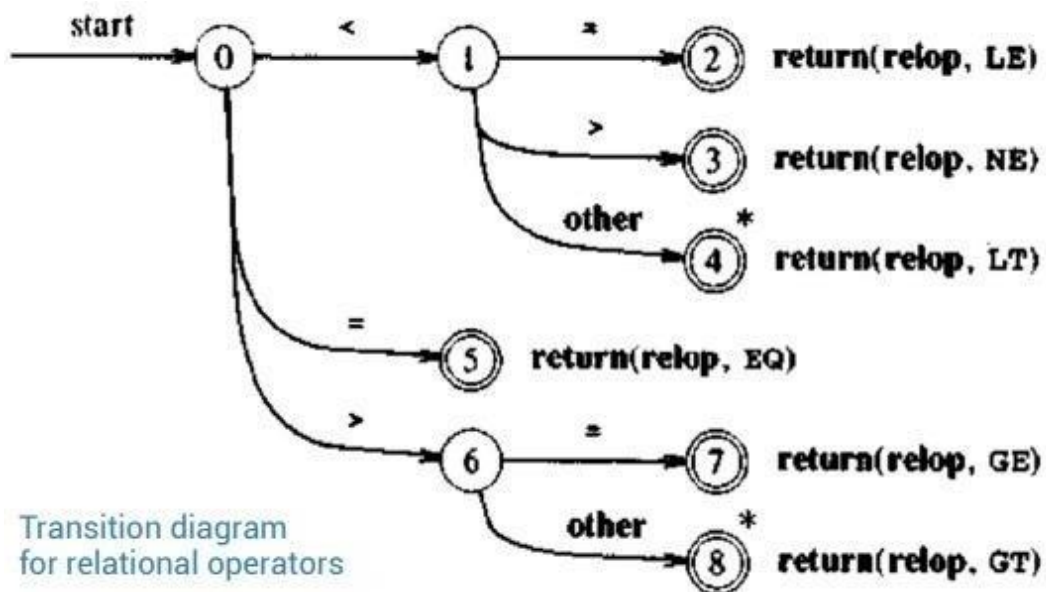 start
0
<
1
=
2
return(relop, LE)
>
3
return(relop, NE)
other
*
4
return(relop, LT)
=
5
return(relop, EQ)
>
6
=
7
return(relop, GE)
other
*
8
return(relop, GT)
Transition diagram
for relational operators